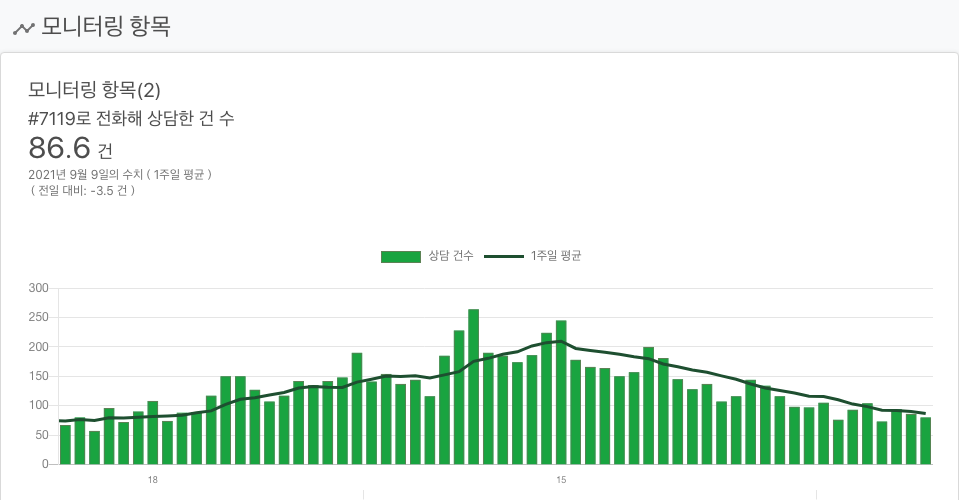 모니터링 항목
모니터링 항목(2)
#7119로 전화해 상담한 건 수
86.6 건
2021년 9월 9일의 수치 ( 1주일 평균 )
( 전일 대비: -3.5 건 )
상담 건수 1주일 평균
300
250
200
150
100
50
0
18 15